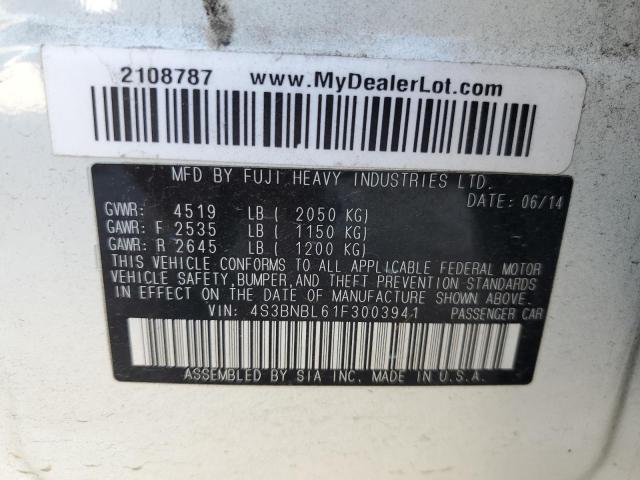 2108787 www.MyDealerLot.com
MFD BY FUJI HEAVY INDUSTRIES LTD.
DATE: 06/14
GVWR: 4519 LB ( 2050 KG)
GAWR: F 2535 LB ( 1150 KG)
GAWR: R 2645 LB ( 1200 KG)
THIS VEHICLE CONFORMS TO ALL APPLICABLE FEDERAL MOTOR
VEHICLE SAFETY, BUMPER, AND THEFT PREVENTION STANDARDS
IN EFFECT ON THE DATE OF MANUFACTURE SHOWN ABOVE.
VIN: 4S3BNBL61F3003941 PASSENGER CAR
ASSEMBLED BY SIA INC. MADE IN U.S.A.